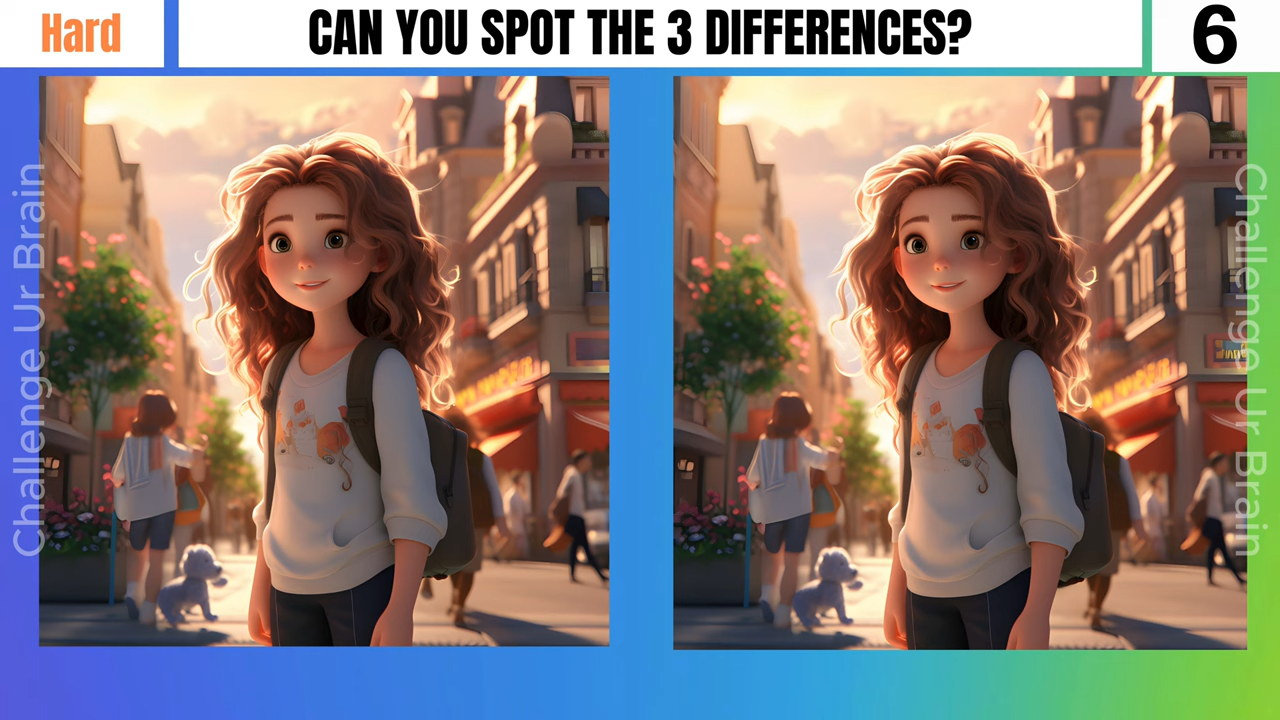 Hard
CAN YOU SPOT THE 3 DIFFERENCES?
6
Challenge Ur Brain
Challenge Ur Brain